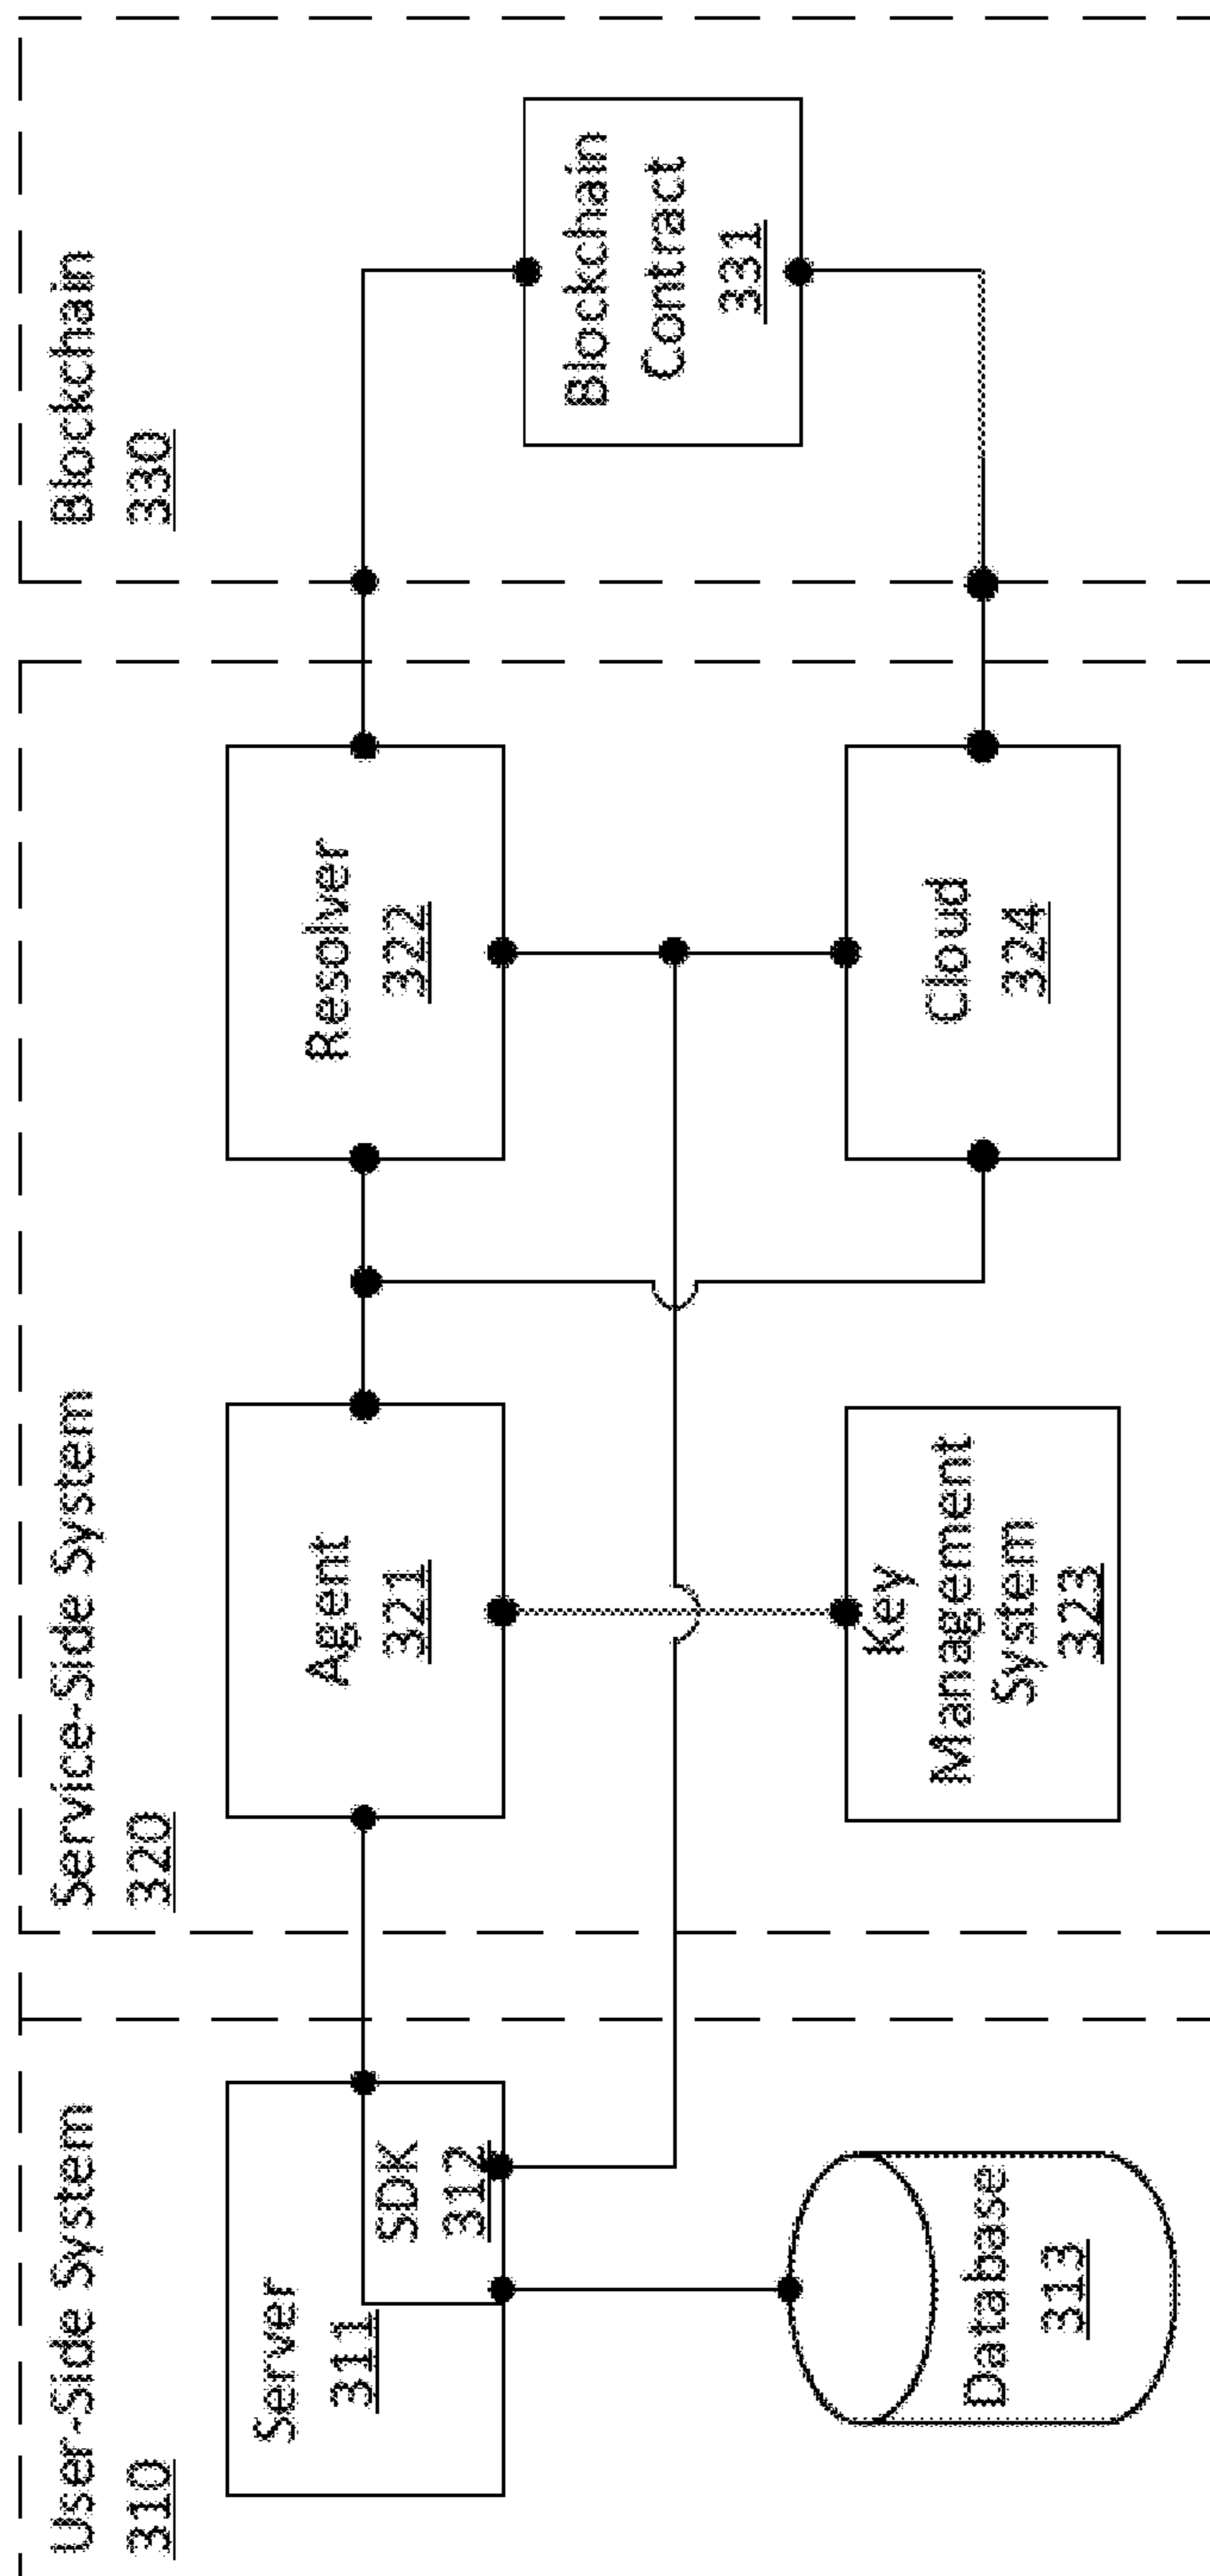 User-Side System
310
Server
311
SDK
312
Database
313
Service-Side System
320
Agent
321
Resolver
322
Key
Management
System
323
Cloud
324
Blockchain
330
Blockchain
Contract
331